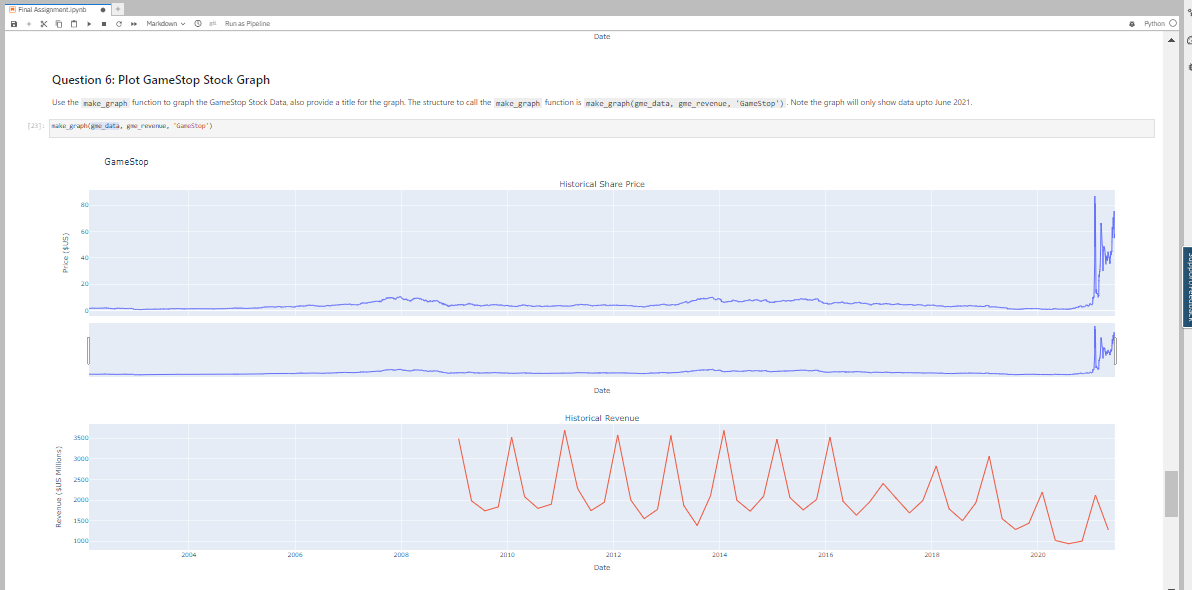 Final Assignment.ipynb
Markdown
Run as Pipeline
Python
Date
Question 6: Plot GameStop Stock Graph
Use the make_graph function to graph the GameStop Stock Data, also provide a title for the graph. The structure to call the make_graph function is make_graph(gme_data, gme_revenue, 'GameStop'). Note the graph will only show data upto June 2021.
[23]: make_graph(gme_data, gme_revenue, 'GameStop')
GameStop
Historical Share Price
Price ($US)
80
60
40
20
0
Date
Historical Revenue
Revenue ($US Millions)
3500
3000
2500
2000
1500
1000
2004 2006 2008 2010 2012 2014 2016 2018 2020
Date